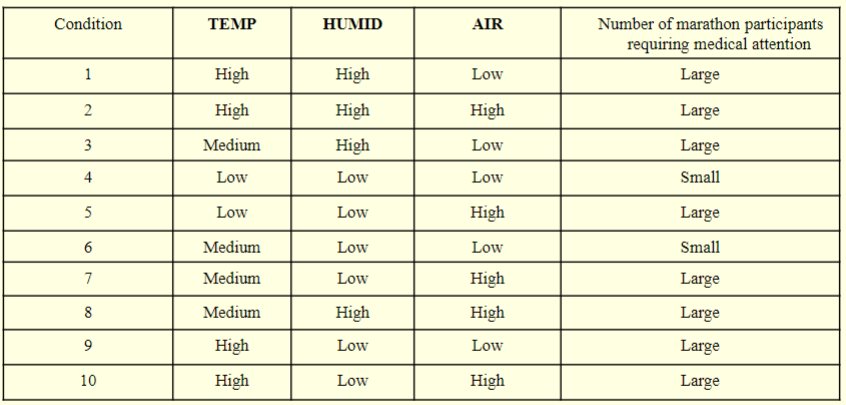 Condition TEMP HUMID AIR Number of marathon participants
requiring medical attention
1 High High Low Large
2 High High High Large
3 Medium High Low Large
4 Low Low Low Small
5 Low Low High Large
6 Medium Low Low Small
7 Medium Low High Large
8 Medium High High Large
9 High Low Low Large
10 High Low High Large